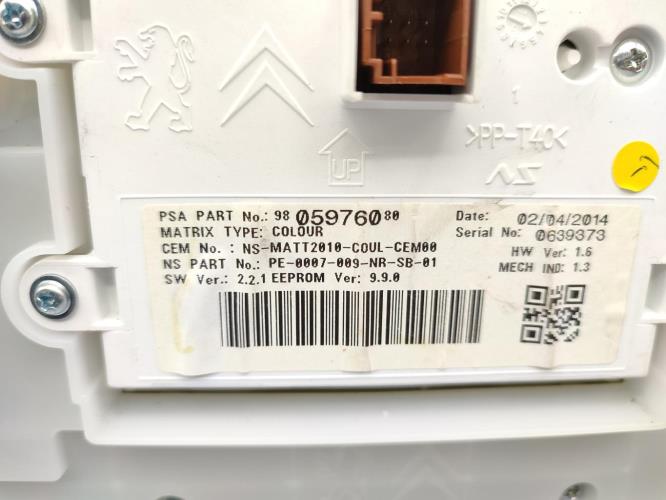 1
>PP-T40<
UP
PSA PART No.: 98 059760 80
MATRIX TYPE: COLOUR
CEM No. : NS-MATT2010-COUL-CEM00
NS PART No.: PE-0007-009-NR-SB-01
SW Ver.: 2.2.1 EEPROM Ver: 9.9.0
Date: 02/04/2014
Serial No: 0639373
HW Ver: 1.6
MECH IND: 1.3